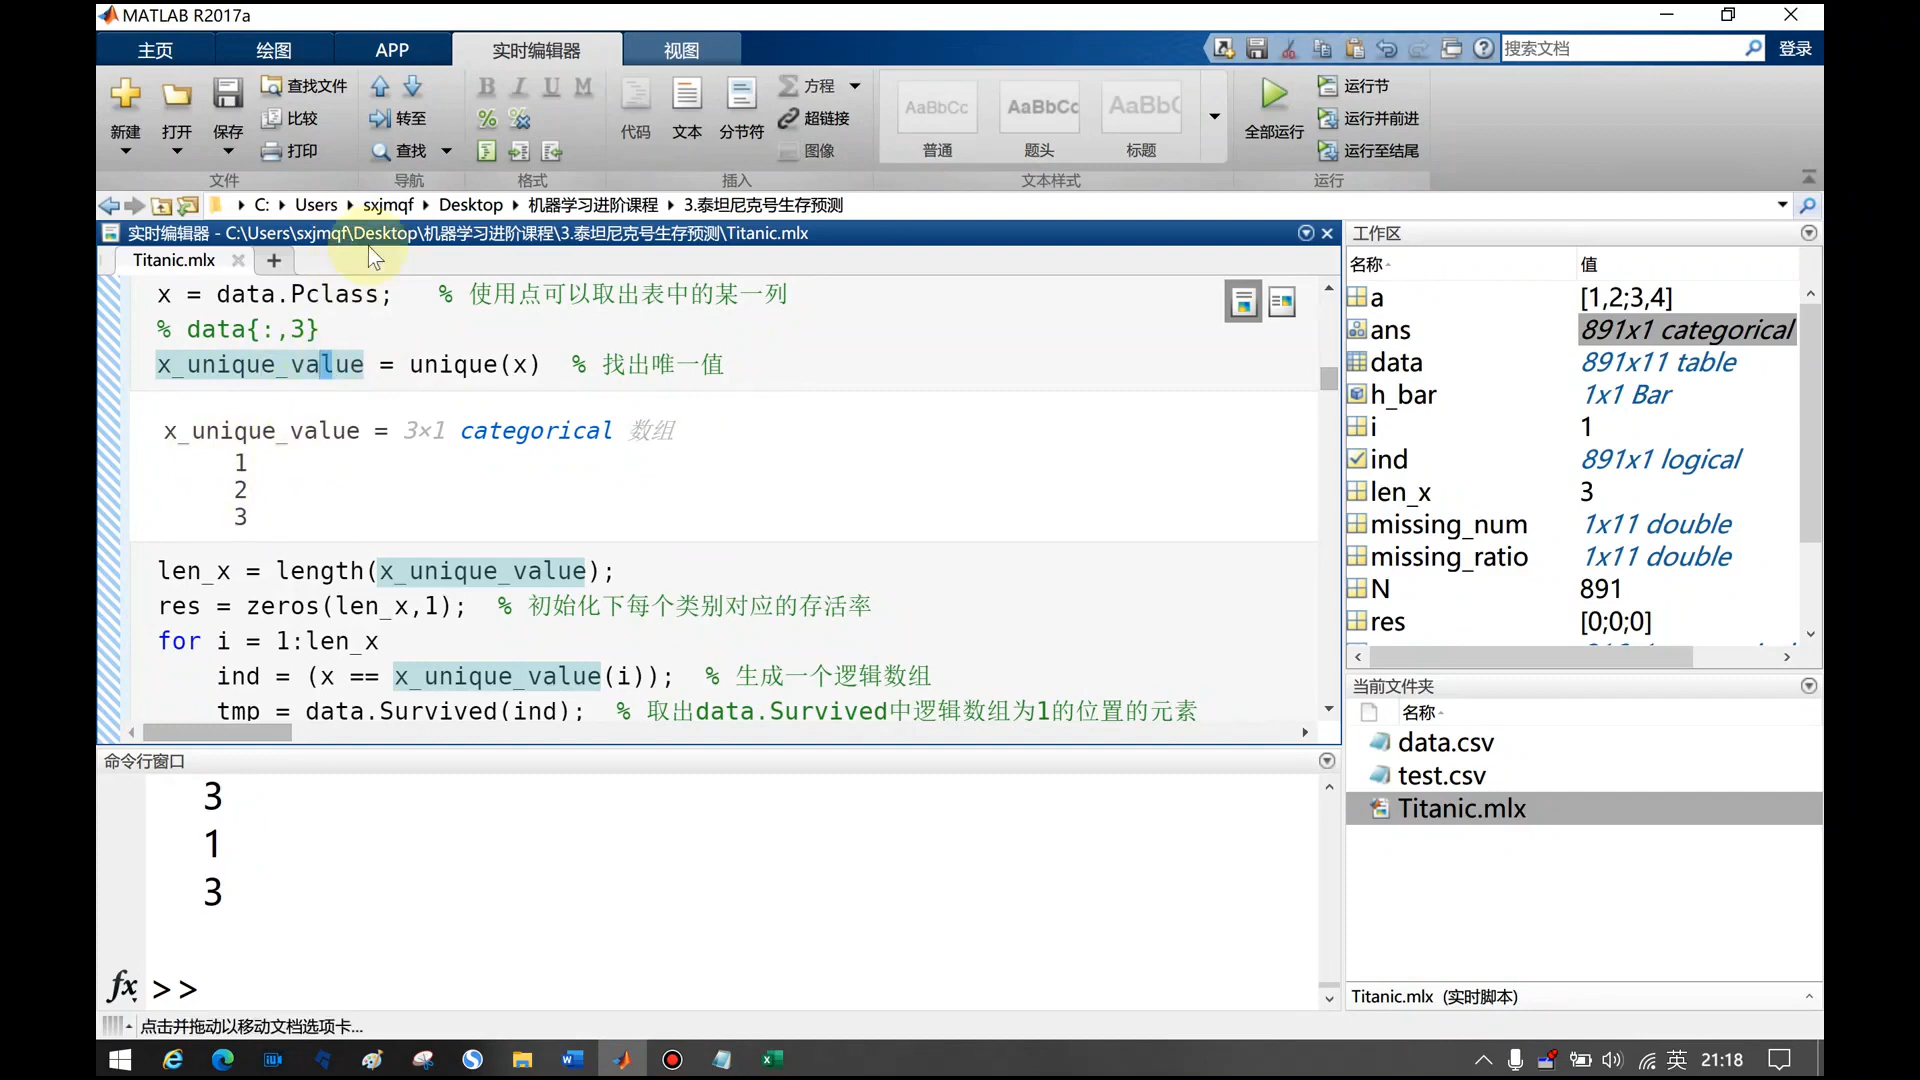 MATLAB R2017a
主页 绘图 APP 实时编辑器 视图 搜索文档 登录
新建 打开 保存 查找文件 比较 打印
转至 查找
B I U M
代码 文本 分节符 方程 超链接 图像
AaBbCc AaBbCc AaBbC
普通 题头 标题
全部运行 运行节 运行并前进 运行至结尾
文件 导航 格式 插入 文本样式 运行
C: Users sxjmqf Desktop 机器学习进阶课程 3.泰坦尼克号生存预测
实时编辑器 - C:\Users\sxjmqf\Desktop\机器学习进阶课程\3.泰坦尼克号生存预测\Titanic.mlx
Titanic.mlx
x = data.Pclass; % 使用点可以取出表中的某一列
% data{:,3}
x_unique_value = unique(x) % 找出唯一值
x_unique_value = 3×1 categorical 数组
1
2
3
len_x = length(x_unique_value);
res = zeros(len_x,1); % 初始化下每个类别对应的存活率
for i = 1:len_x
ind = (x == x_unique_value(i)); % 生成一个逻辑数组
tmp = data.Survived(ind); % 取出data.Survived中逻辑数组为1的位置的元素
命令行窗口
3
1
3
fx >>
点击并拖动以移动文档选项卡...
工作区
名称 值
a [1,2;3,4]
ans 891x1 categorical
data 891x11 table
h_bar 1x1 Bar
i 1
ind 891x1 logical
len_x 3
missing_num 1x11 double
missing_ratio 1x11 double
N 891
res [0;0;0]
当前文件夹
名称
data.csv
test.csv
Titanic.mlx
Titanic.mlx (实时脚本)
英 21:18